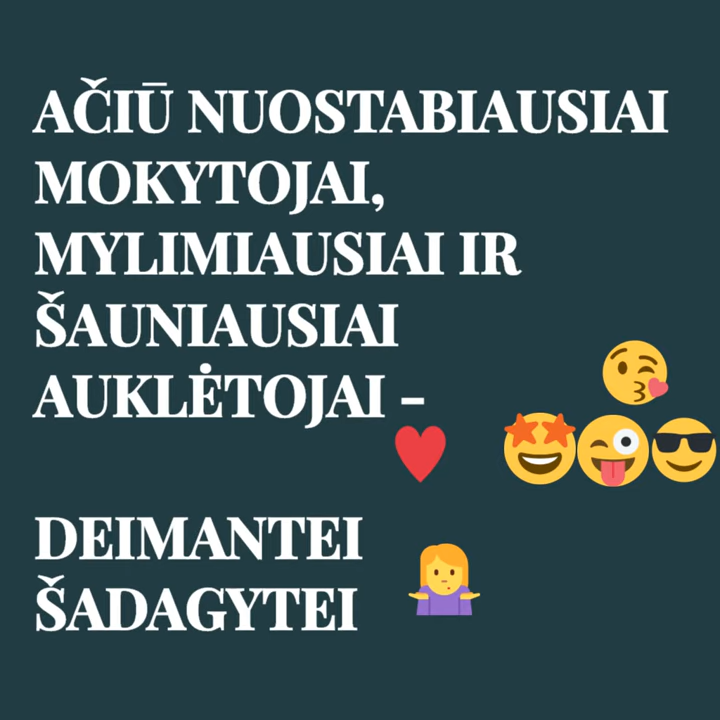 AČIŪ NUOSTABIAUSIAI
MOKYTOJAI,
MYLIMIAUSIAI IR
ŠAUNIAUSIAI
AUKLĖTOJAI -
DEIMANTEI
ŠADAGYTEI